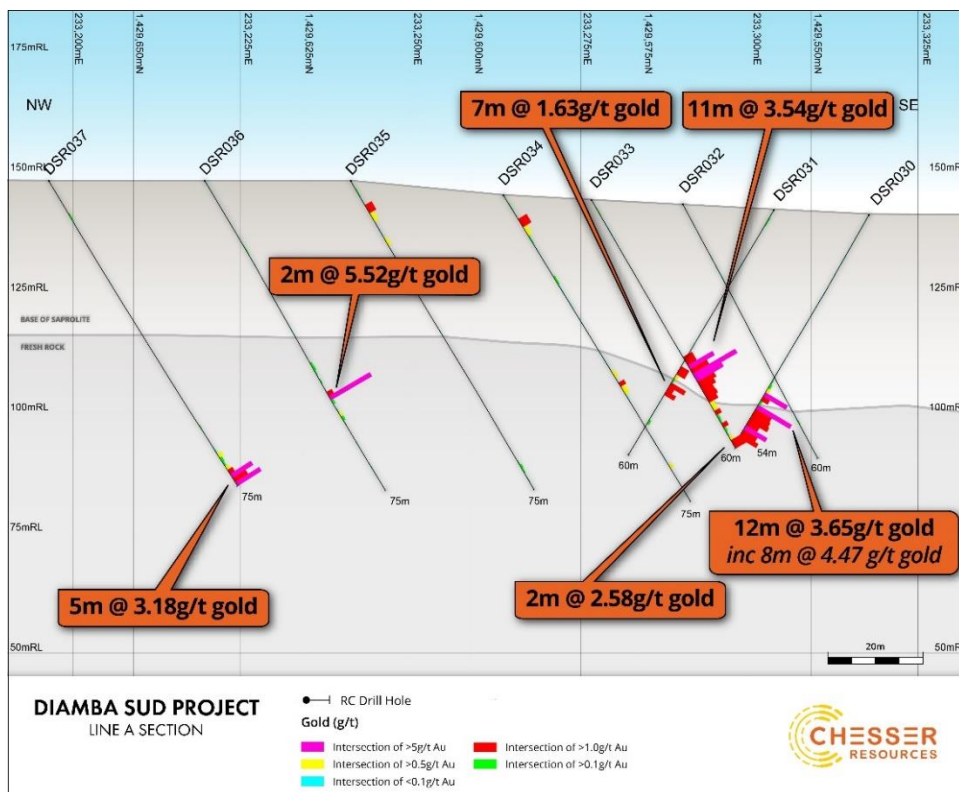 233,200mE
1,429,650mN
233,225mE
1,429,625mN
233,250mE
1,429,600mN
233,275mE
1,429,575mN
233,300mE
1,429,550mN
233,325mE
175mRL
NW
SE
7m @ 1.63g/t gold
11m @ 3.54g/t gold
150mRL
DSR037
DSR036
DSR035
DSR034
DSR033
DSR032
DSR031
DSR030
150mRL
2m @ 5.52g/t gold
125mRL
125mRL
BASE OF SAPROLITE
FRESH ROCK
100mRL
100mRL
60m
60m
54m
60m
75m
75m
75m
75m
75mRL
12m @ 3.65g/t gold
inc 8m @ 4.47 g/t gold
5m @ 3.18g/t gold
2m @ 2.58g/t gold
50mRL
20m
50mRL
DIAMBA SUD PROJECT
LINE A SECTION
RC Drill Hole
Gold (g/t)
Intersection of >5g/t Au
Intersection of >1.0g/t Au
Intersection of >0.5g/t Au
Intersection of >0.1g/t Au
Intersection of <0.1g/t Au
CHESSER
RESOURCES